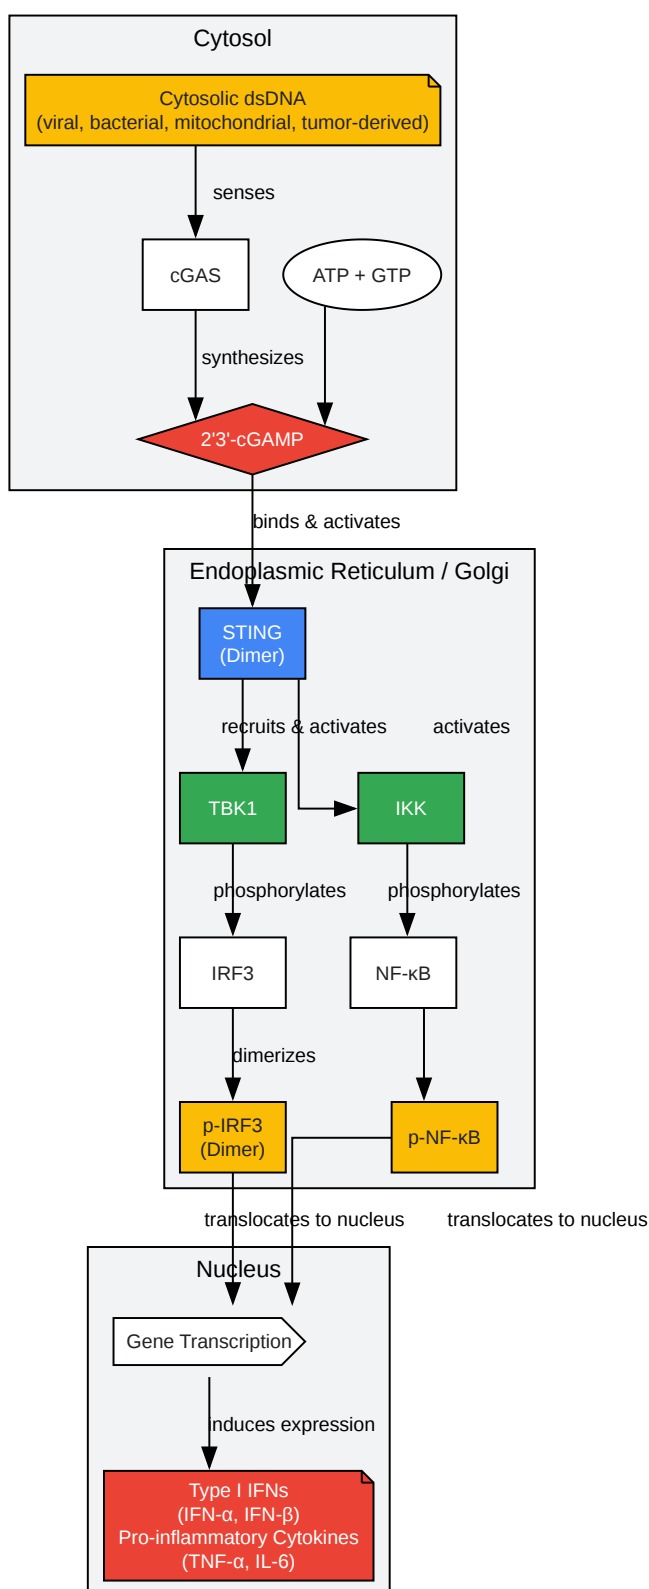 Cytosol
Cytosolic dsDNA
(viral, bacterial, mitochondrial, tumor-derived)
senses
cGAS
ATP + GTP
synthesizes
2'3'-cGAMP
binds & activates
Endoplasmic Reticulum / Golgi
STING
(Dimer)
recruits & activates
activates
TBK1
IKK
phosphorylates
phosphorylates
IRF3
NF-κB
dimerizes
p-IRF3
(Dimer)
p-NF-κB
translocates to nucleus
translocates to nucleus
Nucleus
Gene Transcription
induces expression
Type I IFNs
(IFN-α, IFN-β)
Pro-inflammatory Cytokines
(TNF-α, IL-6)